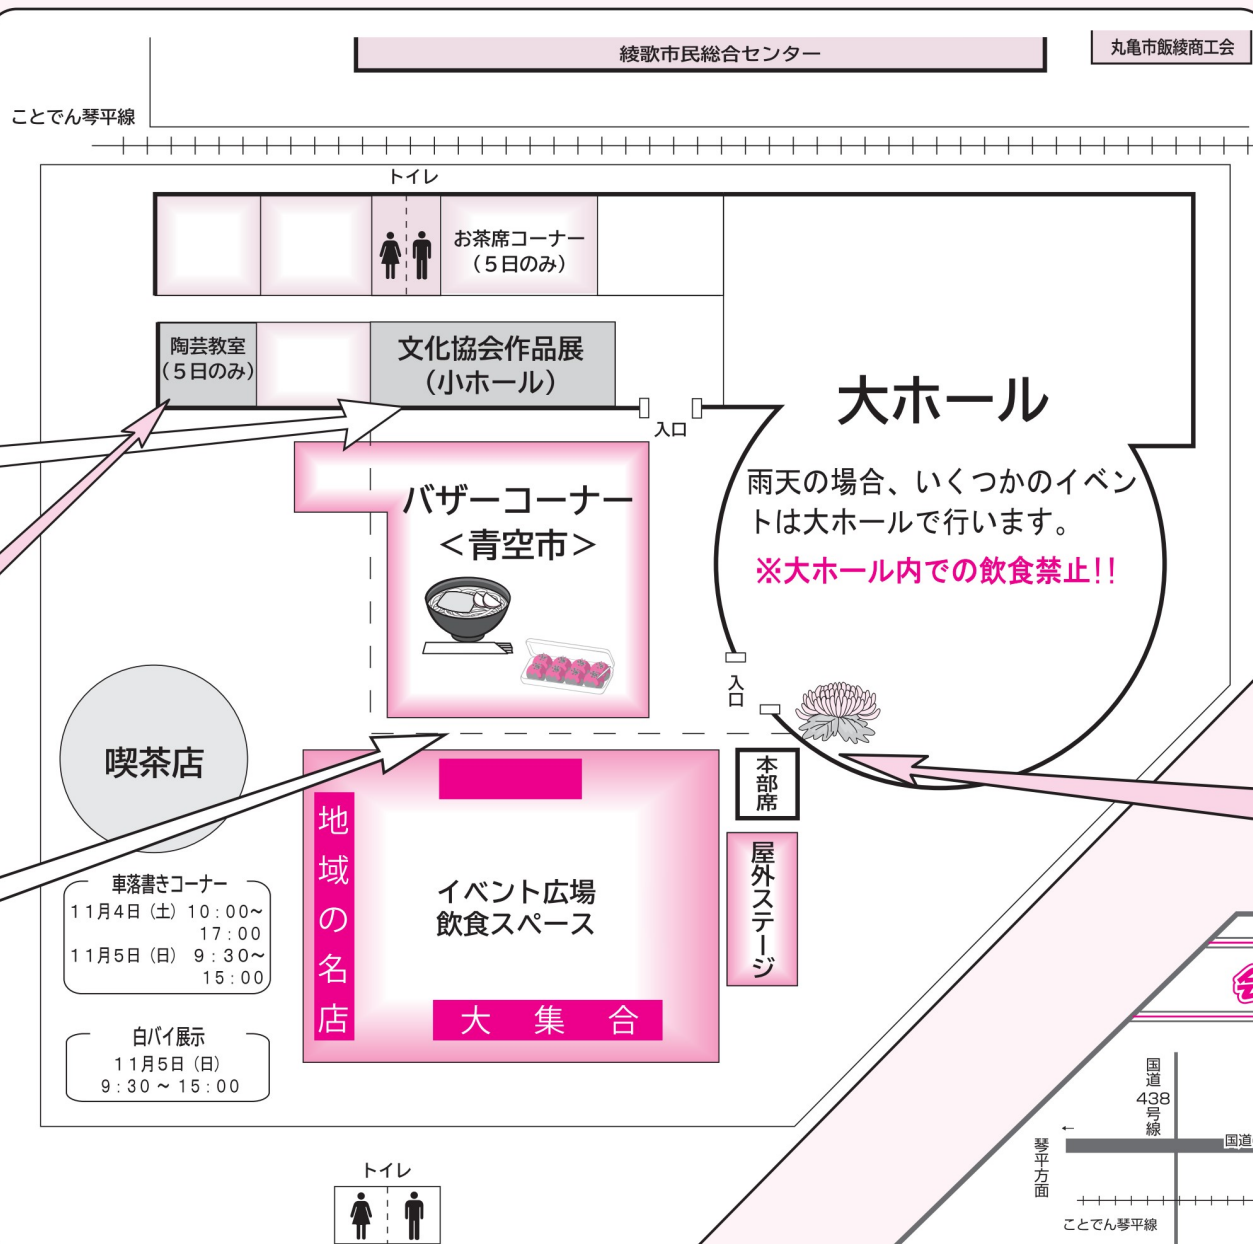 綾歌市民総合センター
丸亀市飯綾商工会
ことでん琴平線
トイレ
お茶席コーナー
（5日のみ）
陶芸教室
（5日のみ）
文化協会作品展
（小ホール）
入口
大ホール
雨天の場合、いくつかのイベン
トは大ホールで行います。
※大ホール内での飲食禁止!!
バザーコーナー
＜青空市＞
入口
喫茶店
本部席
屋外ステージ
地域の名店
イベント広場
飲食スペース
大集合
車落書きコーナー
11月4日（土）10:00～
17:00
11月5日（日） 9:30～
15:00
白バイ展示
11月5日（日）
9:30～15:00
トイレ
国道438号線
←
琴平方面
国道
ことでん琴平線